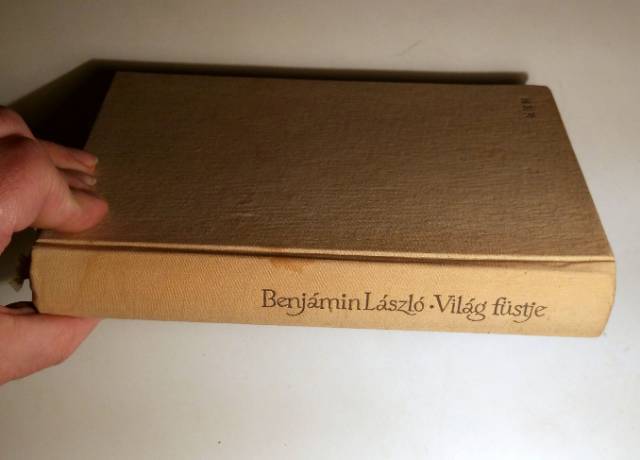 Benjámin László · Világ füstje